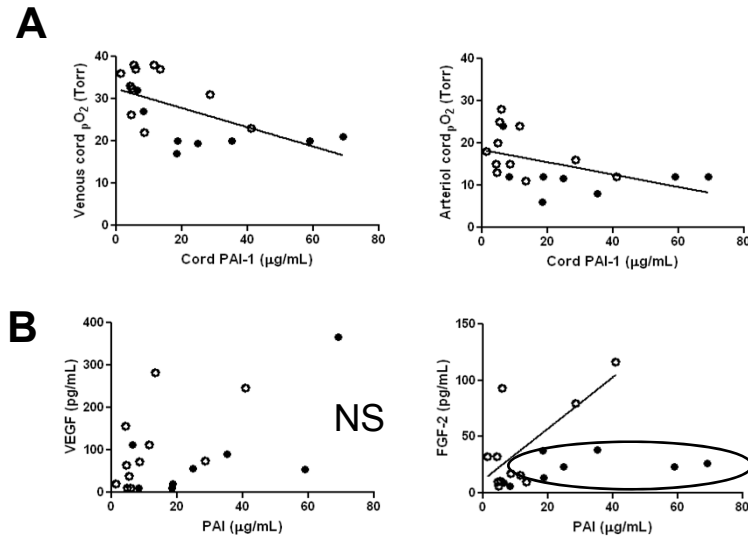 A
Venous cord pO2 (Torr)
40
30
20
10
0
0 20 40 60 80
Cord PAI-1 (μg/mL)
Arteriol cord pO2 (Torr)
40
30
20
10
0
0 20 40 60 80
Cord PAI-1 (μg/mL)
B
VEGF (pg/mL)
400
300
200
100
0
0 20 40 60 80
PAI (μg/mL)
NS
FGF-2 (pg/mL)
150
100
50
0
0 20 40 60 80
PAI (μg/mL)